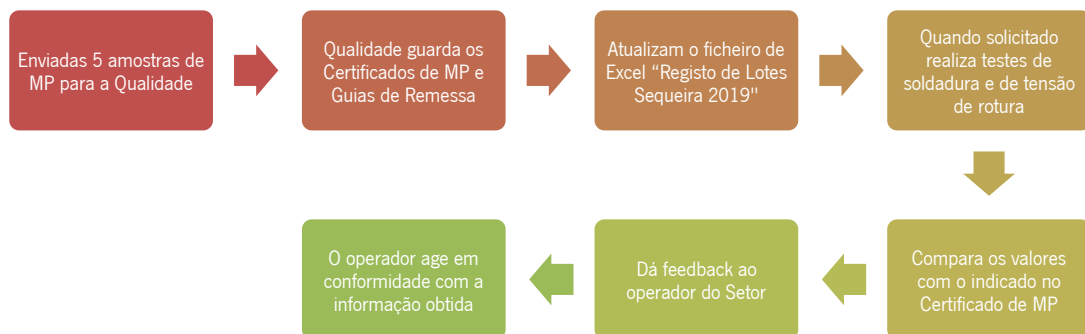 Enviadas 5 amostras de
MP para a Qualidade
Qualidade guarda os
Certificados de MP e
Guias de Remessa
Atualizam o ficheiro de
Excel “Registo de Lotes
Sequeira 2019"
Quando solicitado
realiza testes de
soldadura e de tensão
de rotura
Compara os valores
com o indicado no
Certificado de MP
Dá feedback ao
operador do Setor
O operador age em
conformidade com a
informação obtida